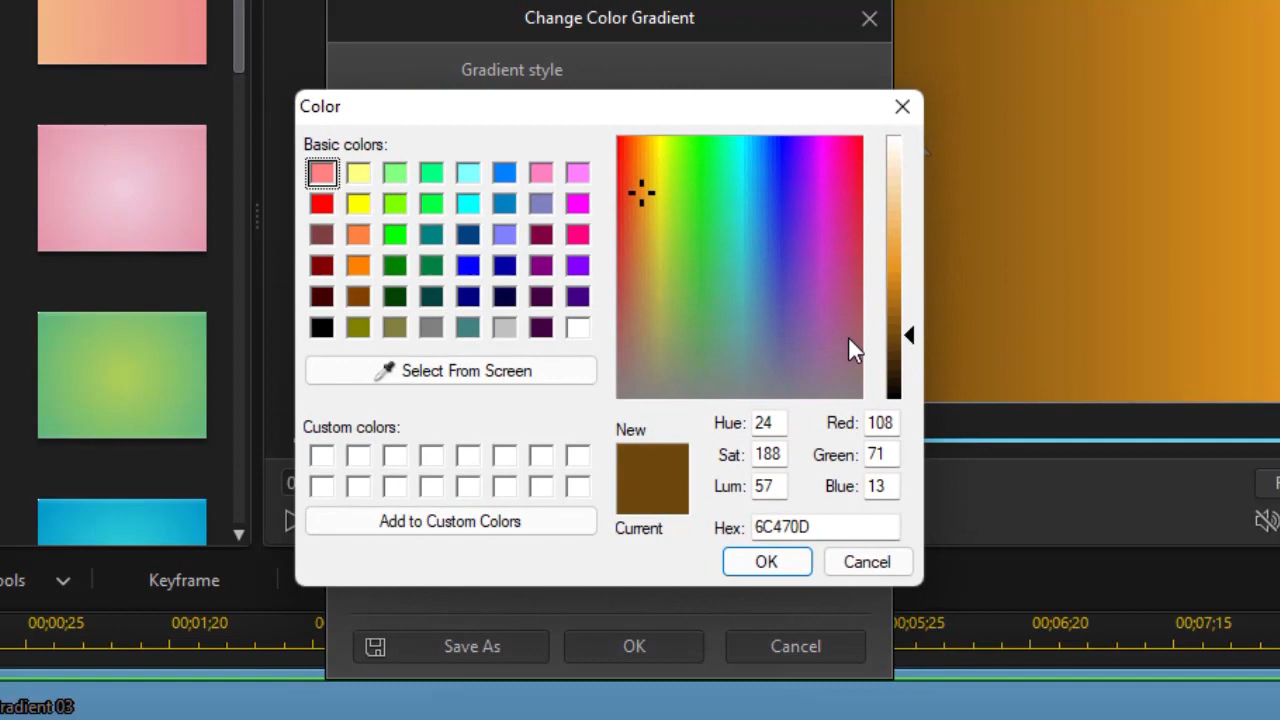 Change Color Gradient
Gradient style
Color
Basic colors:
Select From Screen
Custom colors:
Add to Custom Colors
New
Current
Hue: 24 Red: 108
Sat: 188 Green: 71
Lum: 57 Blue: 13
Hex: 6C470D
OK Cancel
ools Keyframe
00;00;25 00;01;20 0 00;05;25 00;06;20 00;07;15
Save As OK Cancel
radient 03